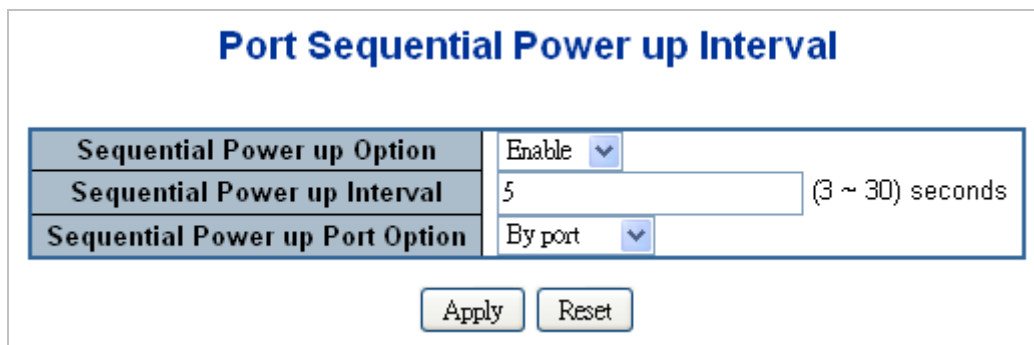 Port Sequential Power up Interval
Sequential Power up Option Enable
Sequential Power up Interval 5 (3 ~ 30) seconds
Sequential Power up Port Option By port
Apply Reset